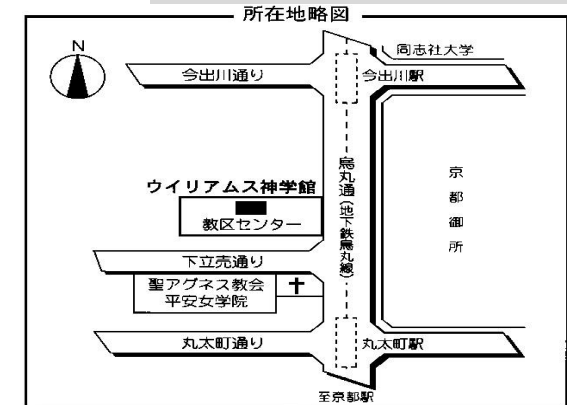 所在地略図
N
同志社大学
今出川通り
今出川駅
烏丸通(地下鉄烏丸線)
京都御所
ウイリアムス神学館
教区センター
下立売通り
聖アグネス教会
平安女学院
丸太町通り
丸太町駅
至京都駅